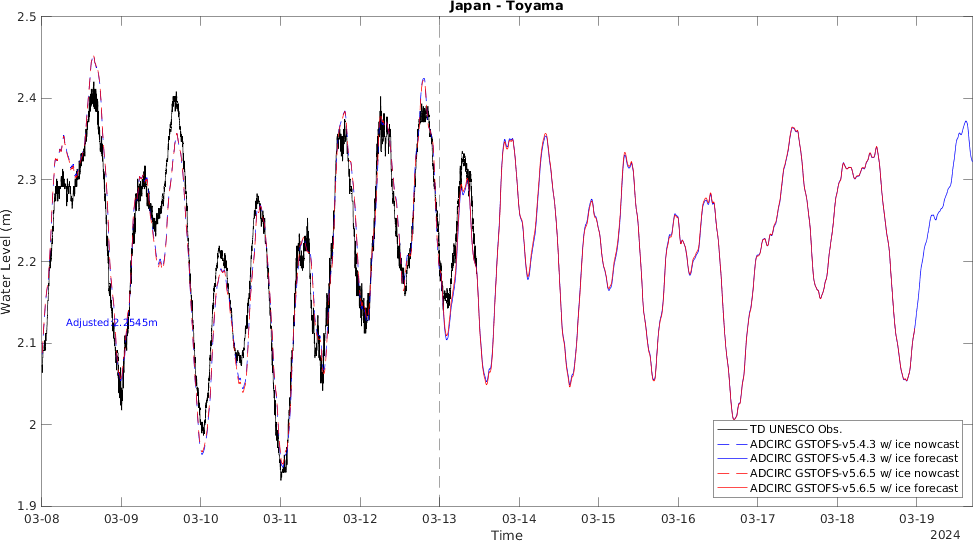 Japan - Toyama
Water Level (m)
2.5
2.4
2.3
2.2
2.1
2
1.9
Adjusted:2.2545m
TD UNESCO Obs.
ADCIRC GSTOFS-v5.4.3 w/ ice nowcast
ADCIRC GSTOFS-v5.4.3 w/ ice forecast
ADCIRC GSTOFS-v5.6.5 w/ ice nowcast
ADCIRC GSTOFS-v5.6.5 w/ ice forecast
03-08 03-09 03-10 03-11 03-12 03-13 03-14 03-15 03-16 03-17 03-18 03-19
Time
2024